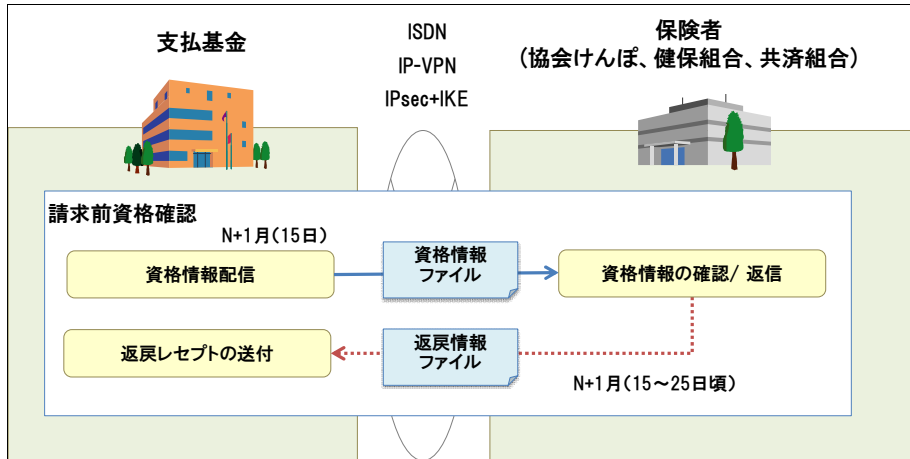 支払基金
ISDN
IP-VPN
IPsec+IKE
保険者
(協会けんぽ、健保組合、共済組合)
請求前資格確認
N+1月(15日)
資格情報配信
資格情報
ファイル
資格情報の確認/ 返信
返戻レセプトの送付
返戻情報
ファイル
N+1月(15~25日頃)